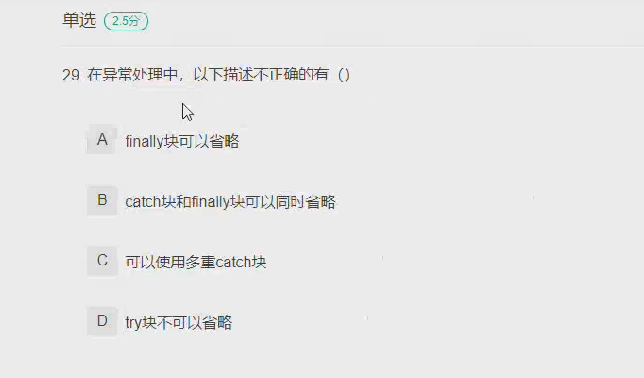 单选 2.5分
29 在异常处理中，以下描述不正确的有（）
A finally块可以省略
B catch块和finally块可以同时省略
C 可以使用多重catch块
D try块不可以省略